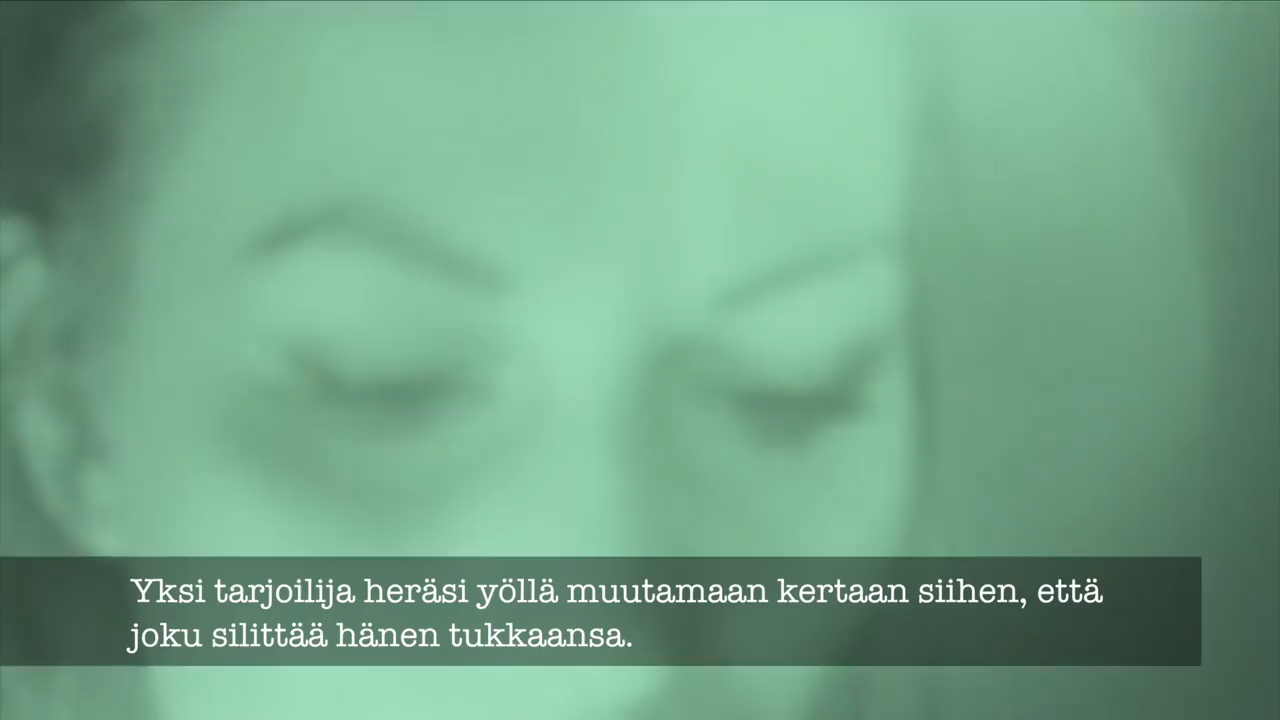 Yksi tarjoilija heräsi yöllä muutamaan kertaan siihen, että
joku silittää hänen tukkaansa.